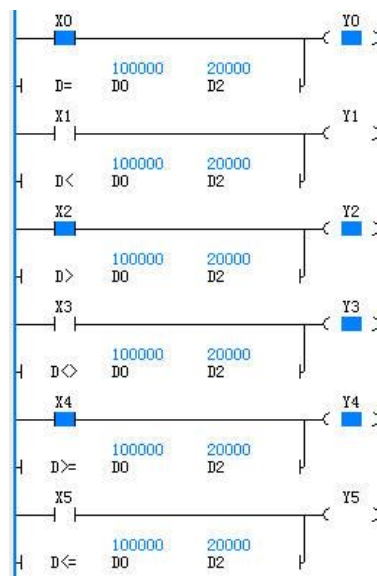 X0 Y0
100000 20000
D= D0 D2
X1 Y1
100000 20000
D< D0 D2
X2 Y2
100000 20000
D> D0 D2
X3 Y3
100000 20000
D<> D0 D2
X4 Y4
100000 20000
D>= D0 D2
X5 Y5
100000 20000
D<= D0 D2